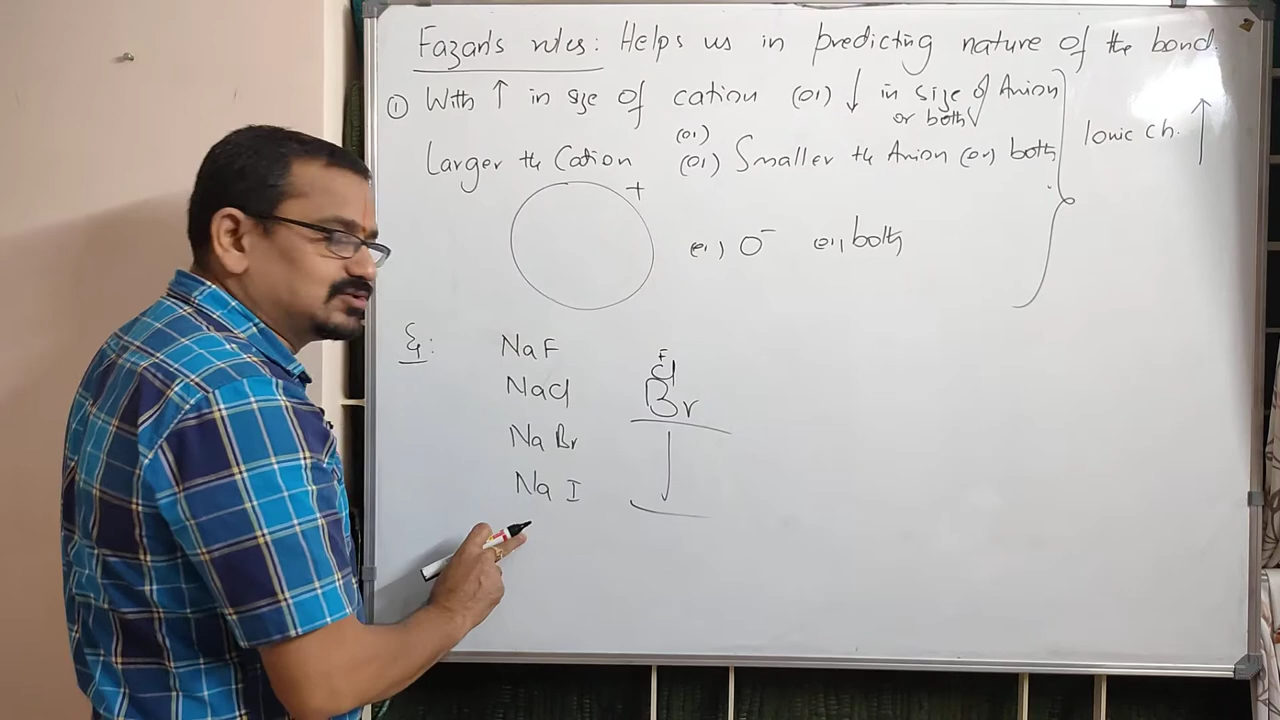 Fazan's rules: Helps us in predicting nature of the bond.
① With ↑ in size of cation (or) ↓ in size of Anion
or both ↓
Ionic ch. ↑
(or)
Larger the Cation (or) Smaller the Anion (or) both
+
(or) O⁻ (or) both
Eg:
NaF
NaCl
NaBr
NaI
F
Cl
Br